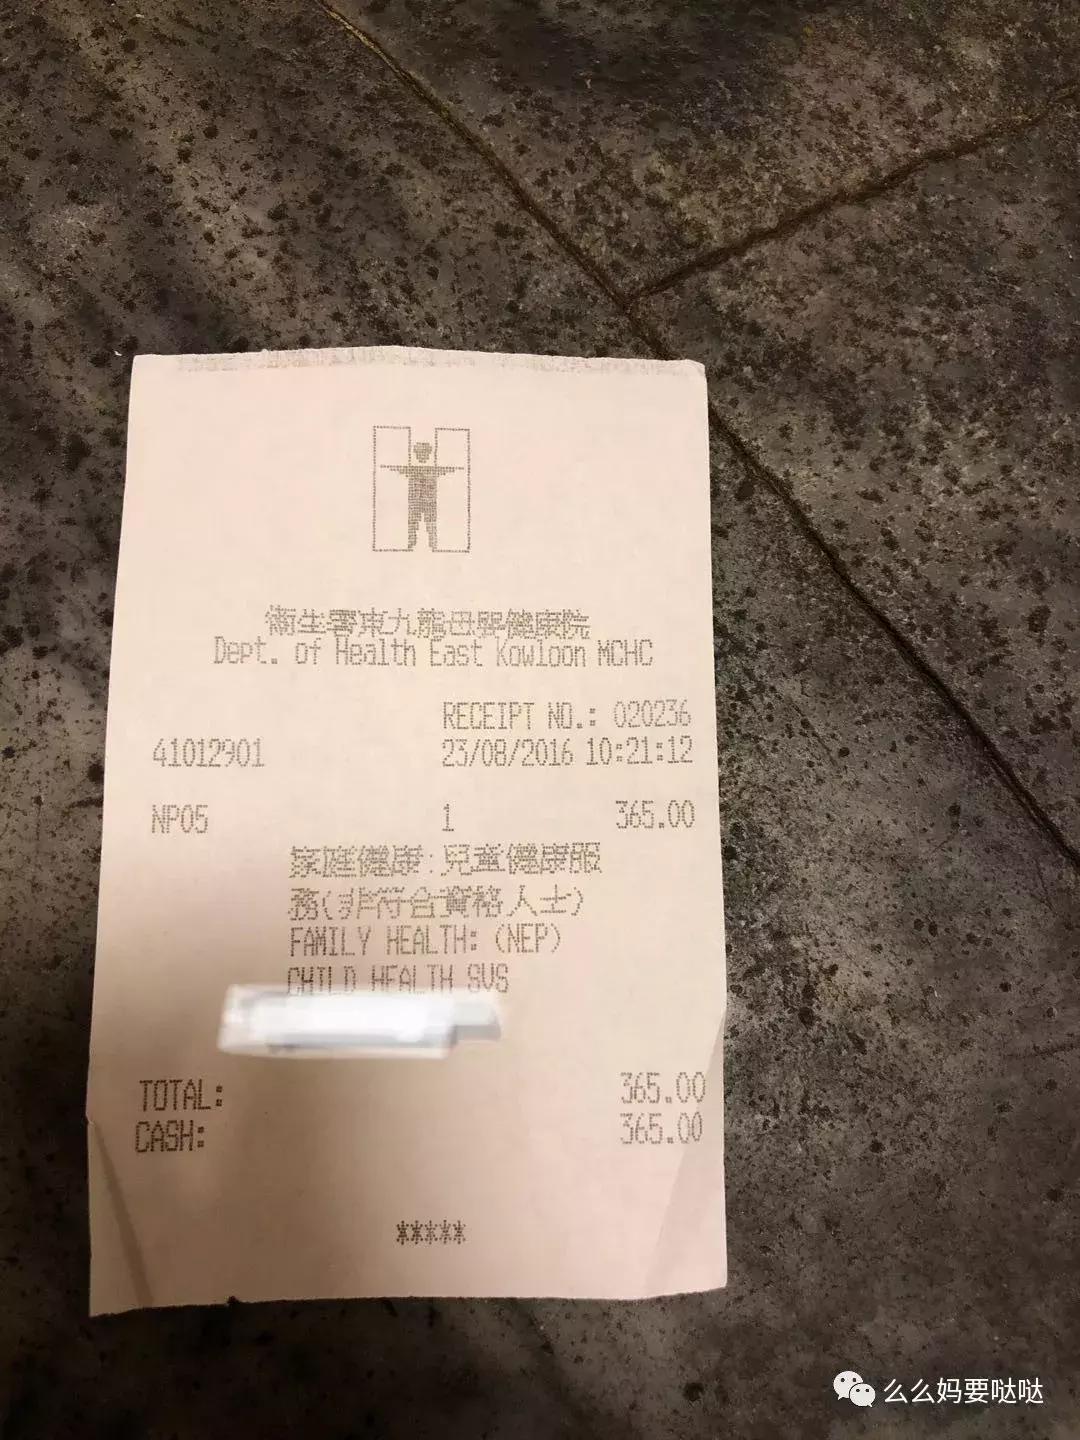 衞生署東九龍母嬰健康院
Dept. of Health East Kowloon MCHC
RECEIPT NO.: 020236
41012901 23/08/2016 10:21:12
NP05 1 365.00
家庭健康:兒童健康服
務(非符合資格人士)
FAMILY HEALTH: (NEP)
CHILD HEALTH SVS
TOTAL: 365.00
CASH: 365.00
*****
么么妈要哒哒